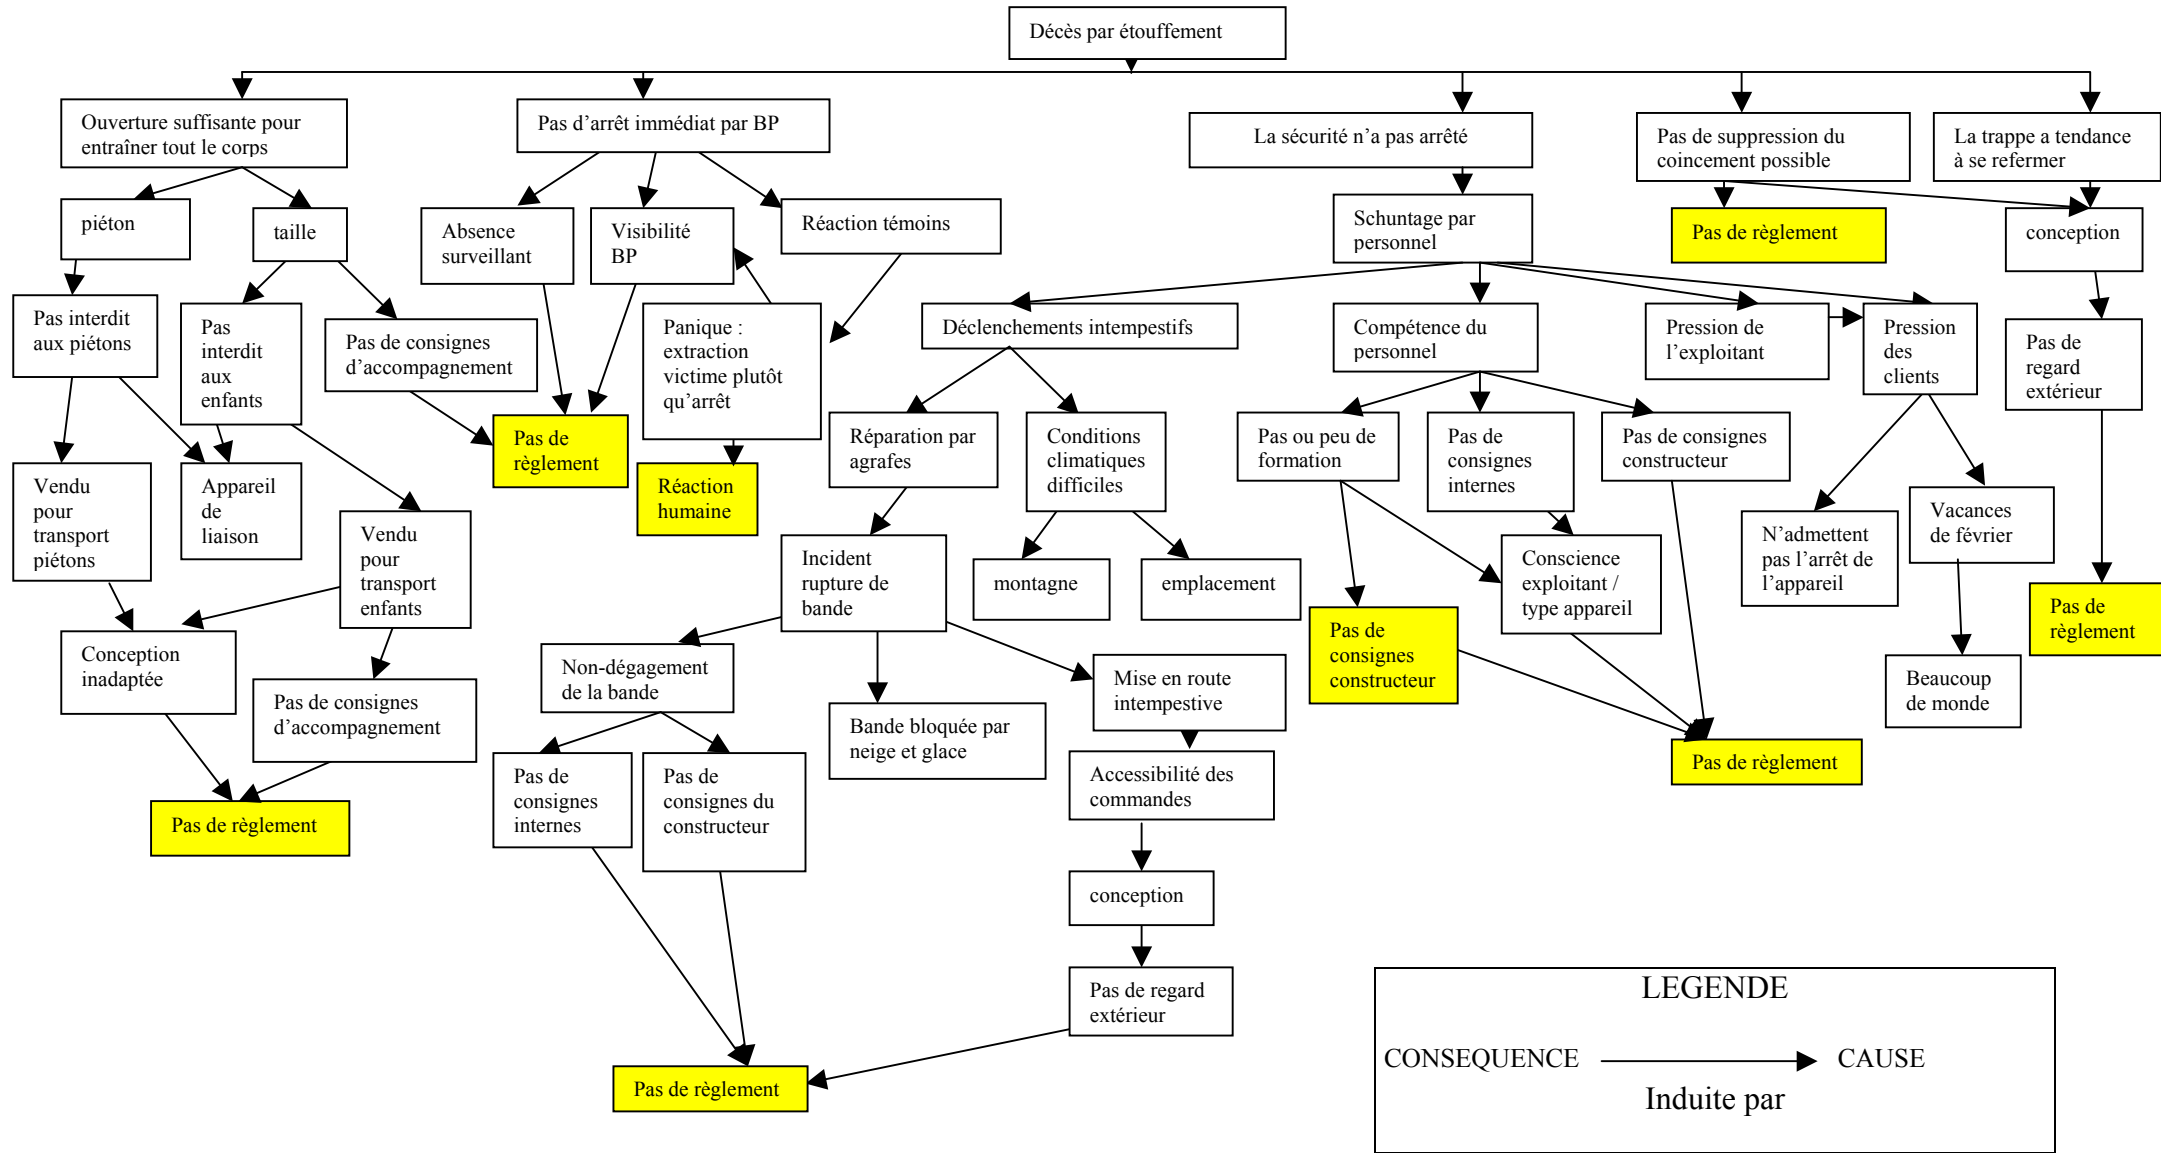 Décès par étouffement
Ouverture suffisante pour
entraîner tout le corps
Pas d’arrêt immédiat par BP
La sécurité n’a pas arrêté
Pas de suppression du
coincement possible
La trappe a tendance
à se refermer
piéton
taille
Absence
surveillant
Visibilité
BP
Réaction témoins
Schuntage par
personnel
Pas de règlement
conception
Pas interdit
aux piétons
Pas
interdit
aux
enfants
Pas de consignes
d’accompagnement
Panique :
extraction
victime plutôt
qu’arrêt
Déclenchements intempestifs
Compétence du
personnel
Pression de
l’exploitant
Pression
des
clients
Pas de
regard
extérieur
Vendu
pour
transport
piétons
Appareil
de
liaison
Vendu
pour
transport
enfants
Pas de
règlement
Réaction
humaine
Réparation par
agrafes
Conditions
climatiques
difficiles
Pas ou peu de
formation
Pas de
consignes
internes
Pas de consignes
constructeur
N’admettent
pas l’arrêt de
l’appareil
Vacances
de février
Incident
rupture de
bande
montagne
emplacement
Conscience
exploitant /
type appareil
Pas de
règlement
Conception
inadaptée
Pas de consignes
d’accompagnement
Non-dégagement
de la bande
Bande bloquée par
neige et glace
Mise en route
intempestive
Pas de
consignes
constructeur
Beaucoup
de monde
Pas de règlement
Pas de
consignes
internes
Pas de
consignes du
constructeur
Accessibilité des
commandes
Pas de règlement
conception
Pas de regard
extérieur
Pas de règlement
LEGENDE
CONSEQUENCE CAUSE
Induite par